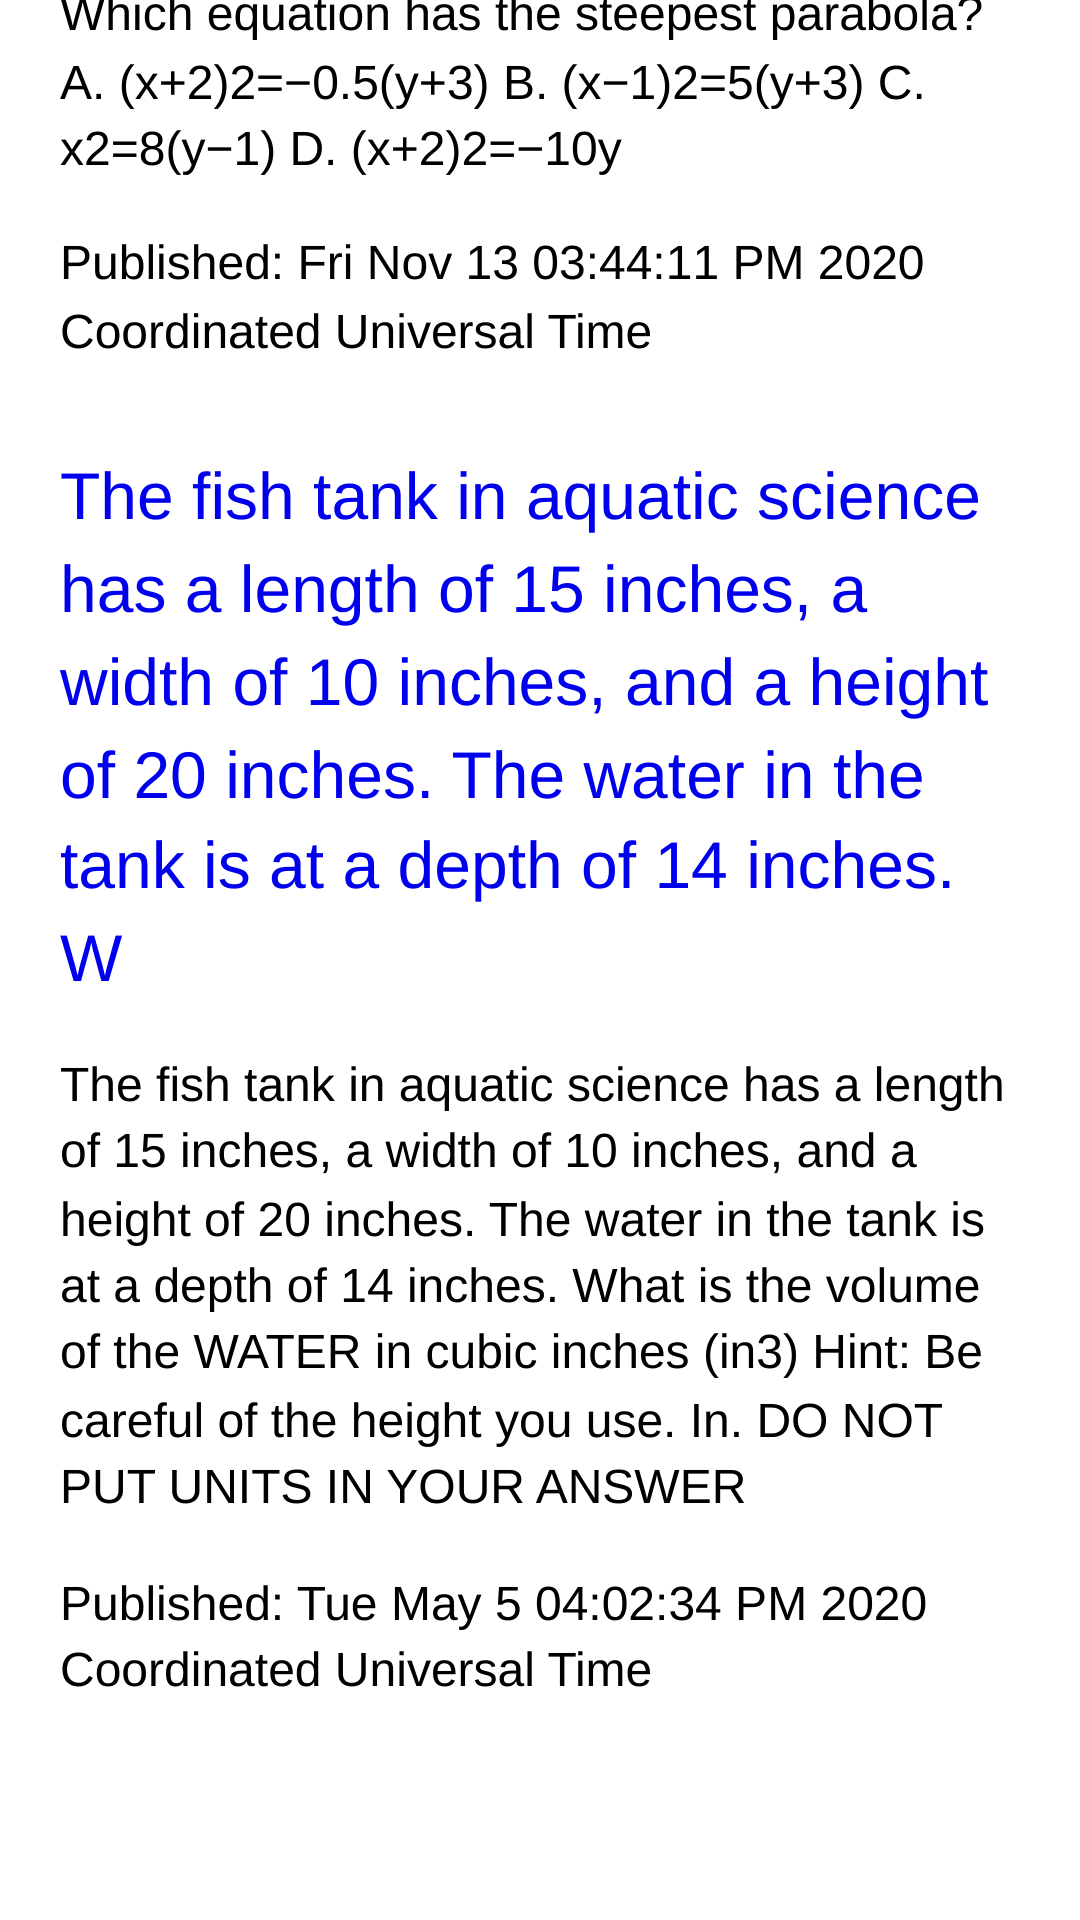 Which equation has the steepest parabola?
A. (x+2)2=−0.5(y+3) B. (x−1)2=5(y+3) C.
x2=8(y−1) D. (x+2)2=−10y
Published: Fri Nov 13 03:44:11 PM 2020
Coordinated Universal Time
The fish tank in aquatic science
has a length of 15 inches, a
width of 10 inches, and a height
of 20 inches. The water in the
tank is at a depth of 14 inches.
W
The fish tank in aquatic science has a length
of 15 inches, a width of 10 inches, and a
height of 20 inches. The water in the tank is
at a depth of 14 inches. What is the volume
of the WATER in cubic inches (in3) Hint: Be
careful of the height you use. In. DO NOT
PUT UNITS IN YOUR ANSWER
Published: Tue May 5 04:02:34 PM 2020
Coordinated Universal Time